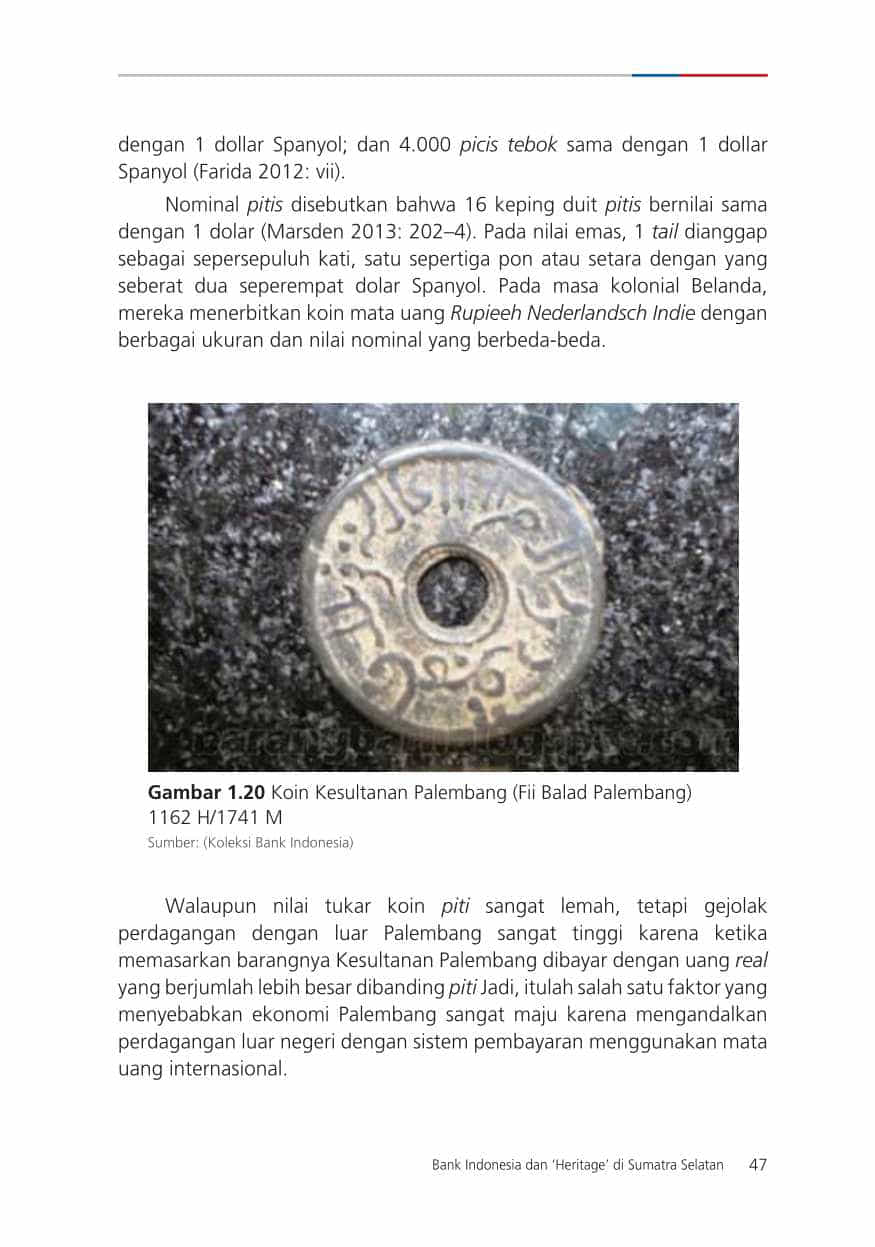 dengan 1 dollar Spanyol; dan 4.000 picis tebok sama dengan 1 dollar
Spanyol (Farida 2012: vii).
Nominal pitis disebutkan bahwa 16 keping duit pitis bernilai sama
dengan 1 dolar (Marsden 2013: 202–4). Pada nilai emas, 1 tail dianggap
sebagai sepersepuluh kati, satu sepertiga pon atau setara dengan yang
seberat dua seperempat dolar Spanyol. Pada masa kolonial Belanda,
mereka menerbitkan koin mata uang Rupieeh Nederlandsch Indie dengan
berbagai ukuran dan nilai nominal yang berbeda-beda.
Gambar 1.20 Koin Kesultanan Palembang (Fii Balad Palembang)
1162 H/1741 M
Sumber: (Koleksi Bank Indonesia)
Walaupun nilai tukar koin piti sangat lemah, tetapi gejolak
perdagangan dengan luar Palembang sangat tinggi karena ketika
memasarkan barangnya Kesultanan Palembang dibayar dengan uang real
yang berjumlah lebih besar dibanding piti Jadi, itulah salah satu faktor yang
menyebabkan ekonomi Palembang sangat maju karena mengandalkan
perdagangan luar negeri dengan sistem pembayaran menggunakan mata
uang internasional.
Bank Indonesia dan ‘Heritage’ di Sumatra Selatan 47